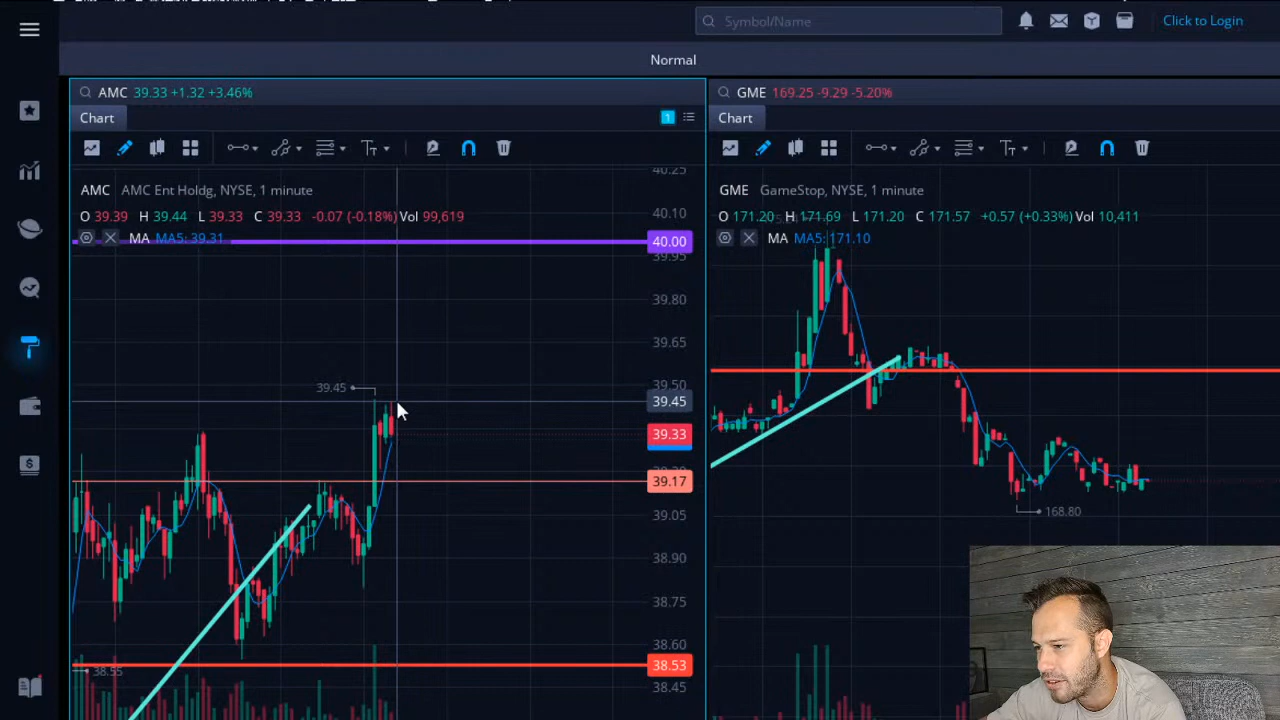 Symbol/Name
Click to Login
Normal
AMC 39.33 +1.32 +3.46%
Chart
1
AMC AMC Ent Holdg, NYSE, 1 minute
O 39.39 H 39.44 L 39.33 C 39.33 -0.07 (-0.18%) Vol 99,619
MA MA5: 39.31
40.25
40.10
40.00
39.95
39.80
39.65
39.50
39.45
39.45
39.33
39.17
39.05
38.90
38.75
38.60
38.53
38.55
38.45
GME 169.25 -9.29 -5.20%
Chart
GME GameStop, NYSE, 1 minute
O 171.20 H 171.69 L 171.20 C 171.57 +0.57 (+0.33%) Vol 10,411
MA MA5: 171.10
168.80